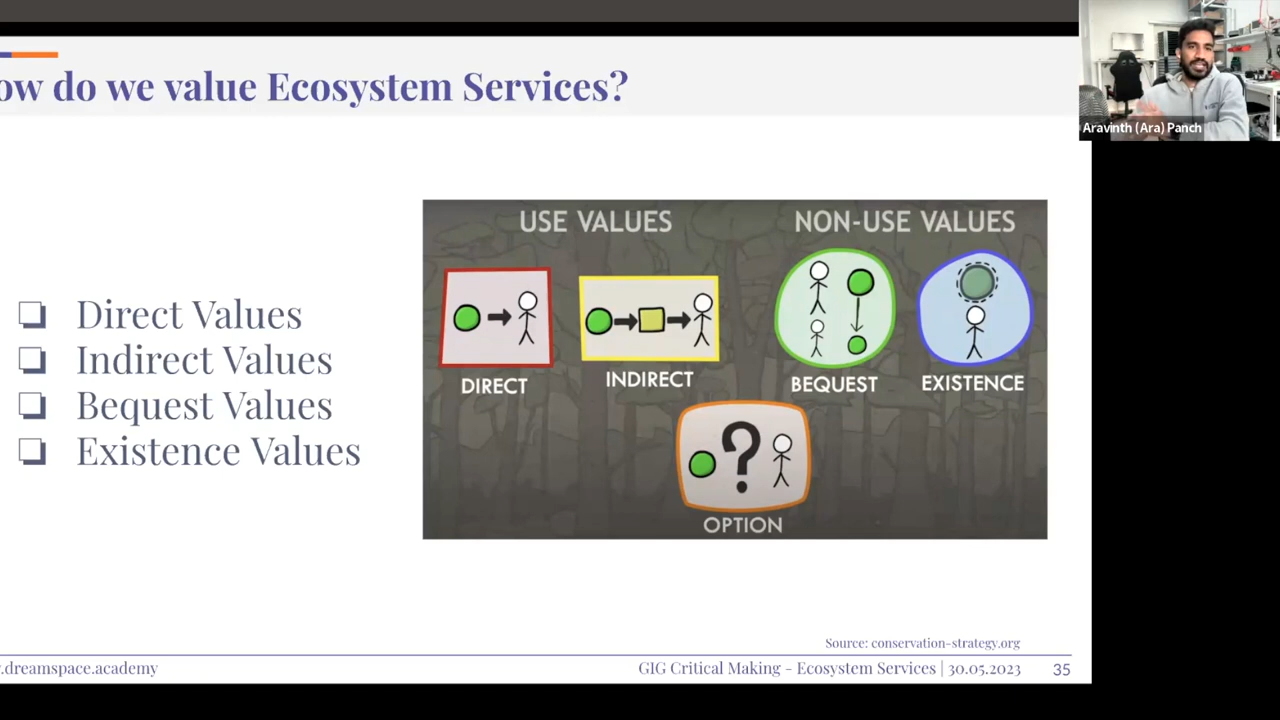 ow do we value Ecosystem Services?
Aravinth (Ara) Panch
USE VALUES
NON-USE VALUES
DIRECT
INDIRECT
BEQUEST
EXISTENCE
?
OPTION
Direct Values
Indirect Values
Bequest Values
Existence Values
Source: conservation-strategy.org
.dreamspace.academy
GIG Critical Making - Ecosystem Services | 30.05.2023
35